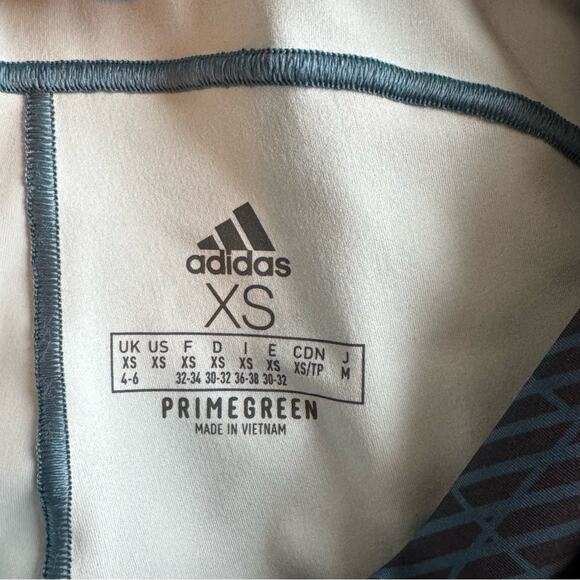 adidas
XS
UK US F D I E CDN J
XS XS XS XS XS XS XS/TP M
4-6 32-34 30-32 36-38 30-32
PRIMEGREEN
MADE IN VIETNAM